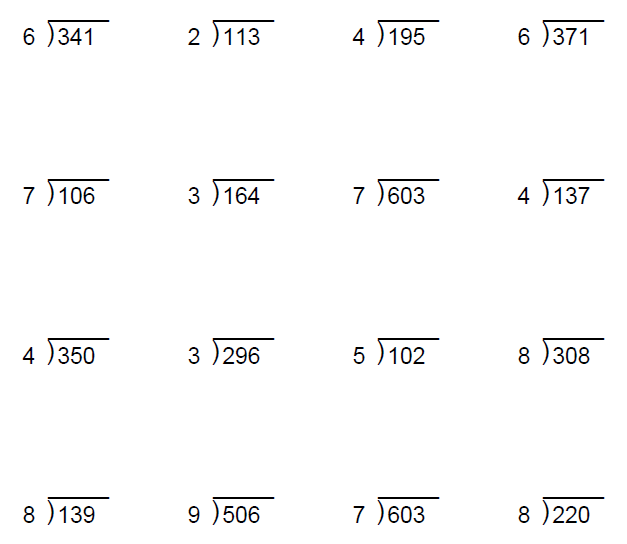 6 )341 2 )113 4 )195 6 )371
7 )106 3 )164 7 )603 4 )137
4 )350 3 )296 5 )102 8 )308
8 )139 9 )506 7 )603 8 )220